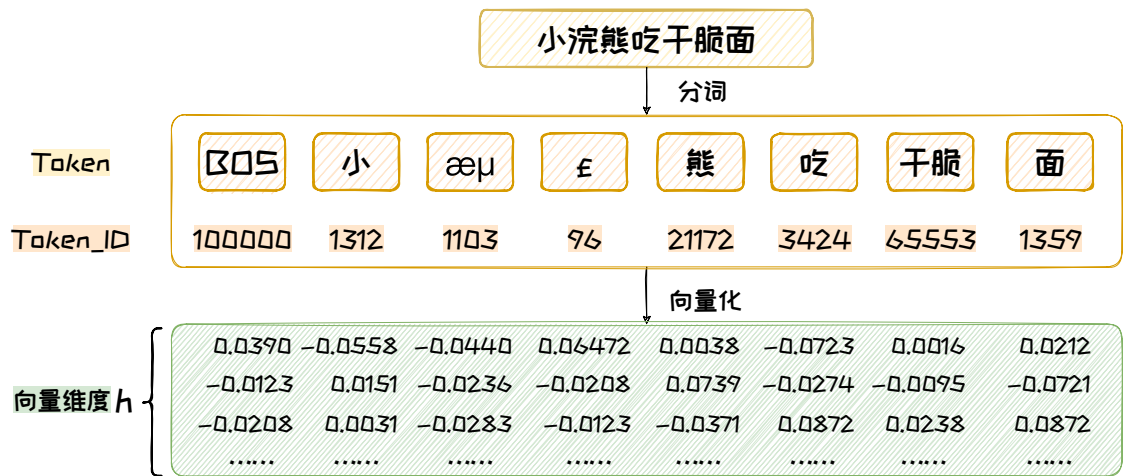 小浣熊吃干脆面
分词
Token BOS 小 æµ £ 熊 吃 干脆 面
Token_ID 100000 1312 1103 96 21172 3424 65553 1359
向量化
0.0390 -0.0558 -0.0440 0.06472 0.0038 -0.0723 0.0016 0.0212
-0.0123 0.0151 -0.0236 -0.0208 0.0739 -0.0274 -0.0095 -0.0721
向量维度h
-0.0208 0.0031 -0.0283 -0.0123 -0.0371 0.0872 0.0238 0.0872
…… …… …… …… …… …… …… ……